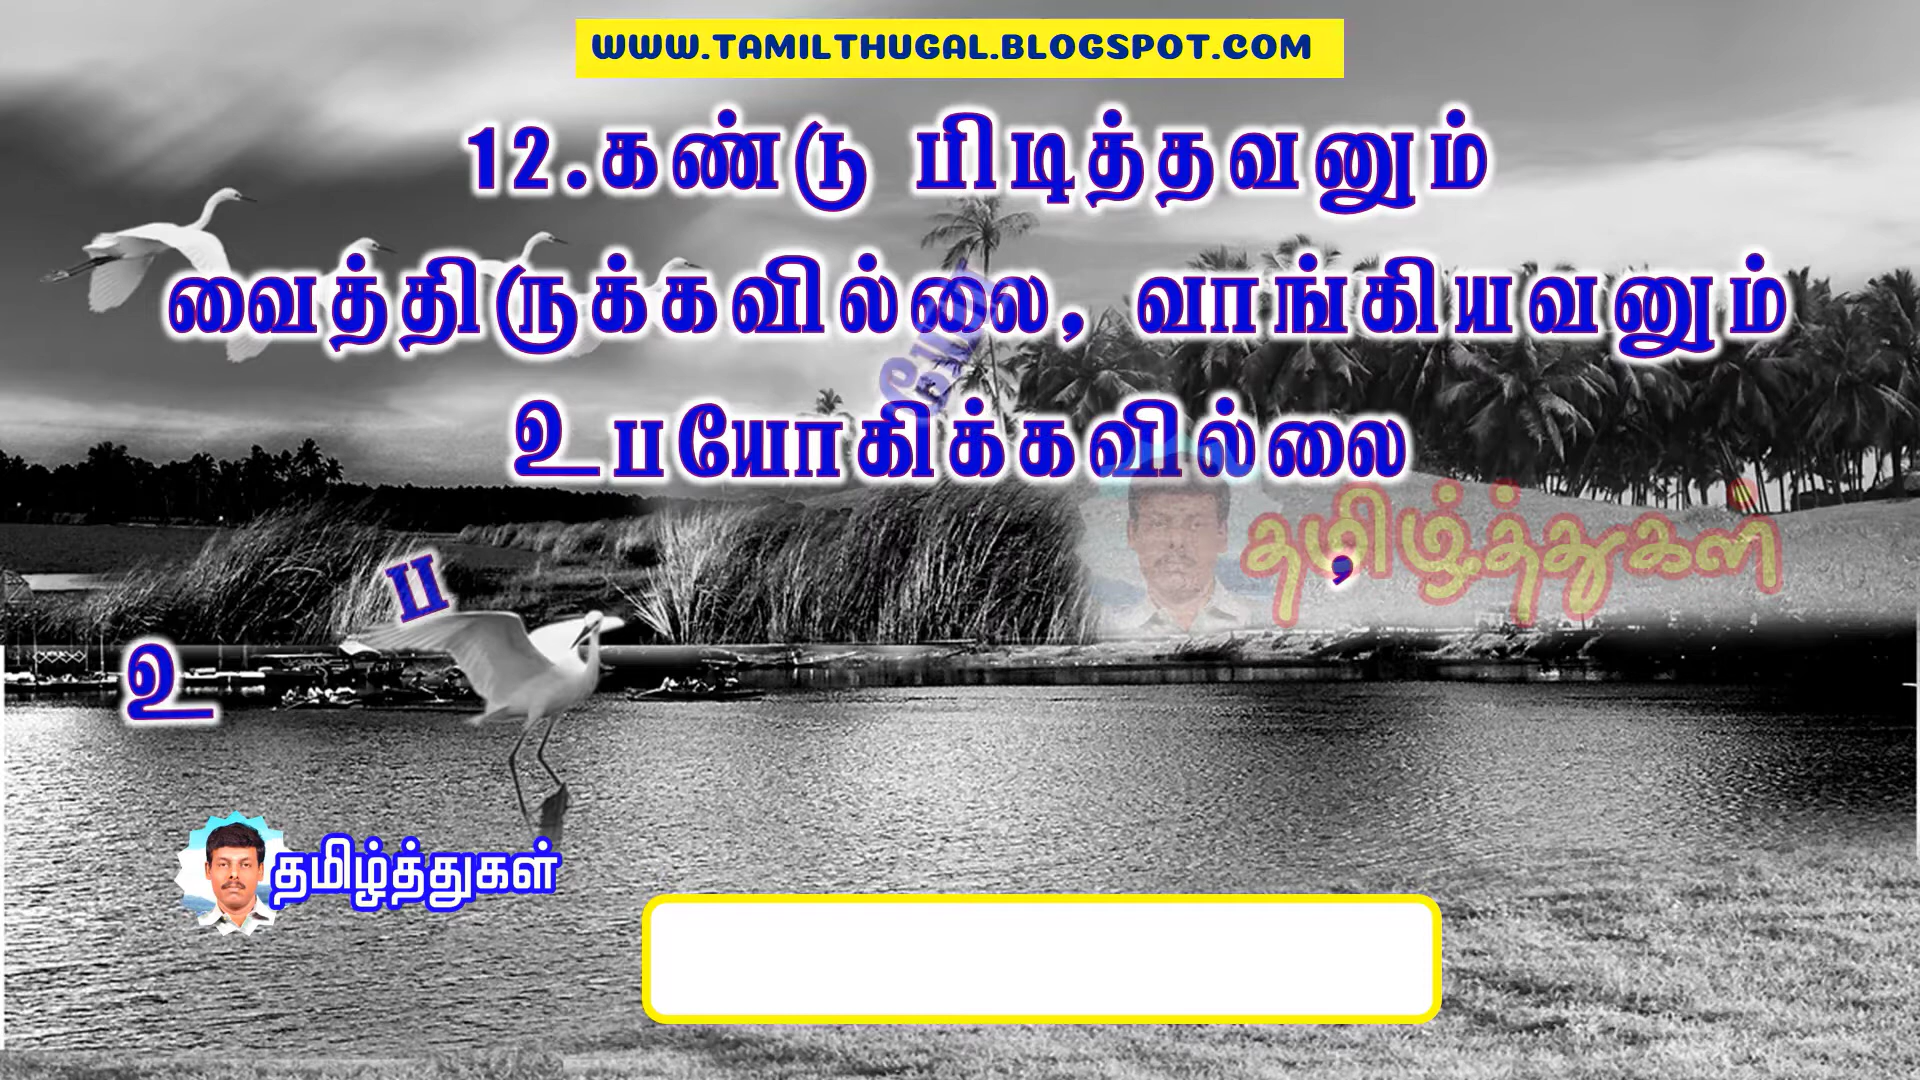 WWW.TAMILTHUGAL.BLOGSPOT.COM
12.கண்டு பிடித்தவனும்
வைத்திருக்கவில்லை, வாங்கியவனும்
உபயோகிக்கவில்லை
தமிழ்த்துகள்
,
ப
உ
தமிழ்த்துகள்